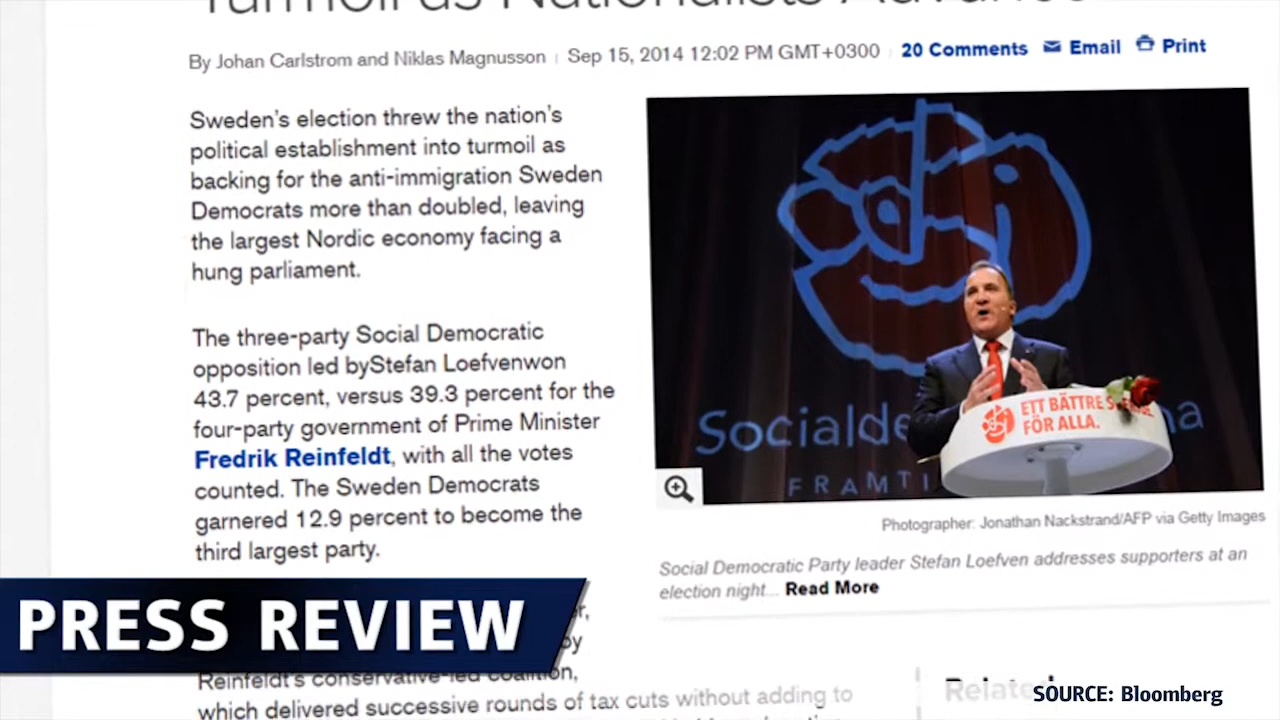 Turmoil as Nationalists Advance
By Johan Carlstrom and Niklas Magnusson | Sep 15, 2014 12:02 PM GMT+0300 | 20 Comments Email Print
Sweden's election threw the nation's
political establishment into turmoil as
backing for the anti-immigration Sweden
Democrats more than doubled, leaving
the largest Nordic economy facing a
hung parliament.
The three-party Social Democratic
opposition led byStefan Loefvenwon
43.7 percent, versus 39.3 percent for the
four-party government of Prime Minister
Fredrik Reinfeldt, with all the votes
counted. The Sweden Democrats
garnered 12.9 percent to become the
third largest party.
Reinfeldt's conservative-led coalition,
which delivered successive rounds of tax cuts without adding to
Socialde na
FRAMTI
ETT BÄTTRE
FÖR ALLA.
Photographer: Jonathan Nackstrand/AFP via Getty Images
Social Democratic Party leader Stefan Loefven addresses supporters at an
election night... Read More
PRESS REVIEW
Related
SOURCE: Bloomberg